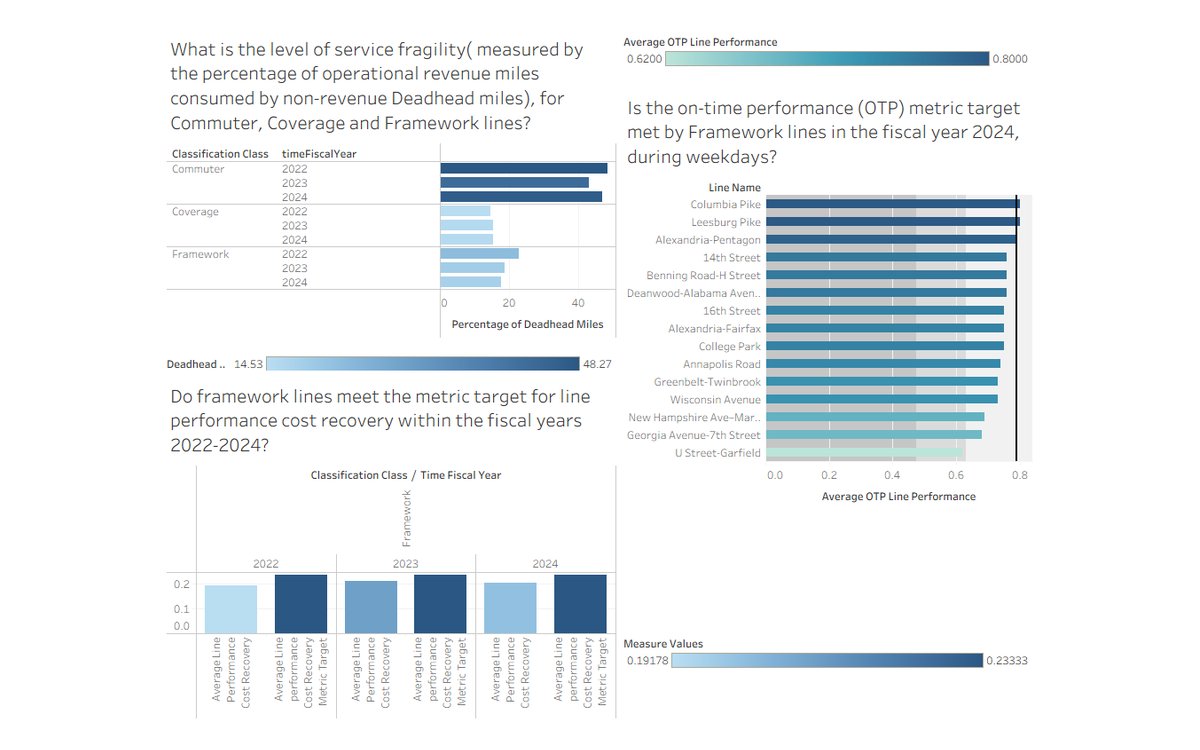 What is the level of service fragility( measured by
the percentage of operational revenue miles
consumed by non-revenue Deadhead miles), for
Commuter, Coverage and Framework lines?
Classification Class timeFiscalYear
Commuter 2022
2023
2024
Coverage 2022
2023
2024
Framework 2022
2023
2024
0 20 40
Percentage of Deadhead Miles
Deadhead .. 14.53 48.27
Do framework lines meet the metric target for line
performance cost recovery within the fiscal years
2022-2024?
Classification Class / Time Fiscal Year
Framework
2022 2023 2024
0.2
0.1
0.0
Average Line
Performance
Cost Recovery
Average Line
performance
Cost Recovery
Metric Target
Average Line
Performance
Cost Recovery
Average Line
performance
Cost Recovery
Metric Target
Average Line
Performance
Cost Recovery
Average Line
performance
Cost Recovery
Metric Target
Average OTP Line Performance
0.6200 0.8000
Is the on-time performance (OTP) metric target
met by Framework lines in the fiscal year 2024,
during weekdays?
Line Name
Columbia Pike
Leesburg Pike
Alexandria-Pentagon
14th Street
Benning Road-H Street
Deanwood-Alabama Aven..
16th Street
Alexandria-Fairfax
College Park
Annapolis Road
Greenbelt-Twinbrook
Wisconsin Avenue
New Hampshire Ave–Mar..
Georgia Avenue-7th Street
U Street-Garfield
0.0 0.2 0.4 0.6 0.8
Average OTP Line Performance
Measure Values
0.19178 0.23333